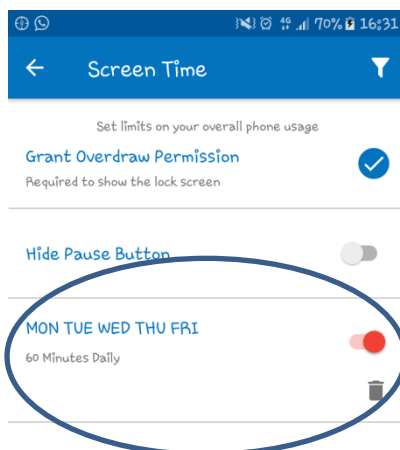 4G 70% 16:31
Screen Time
Set limits on your overall phone usage
Grant Overdraw Permission
Required to show the lock screen
Hide Pause Button
MON TUE WED THU FRI
60 Minutes Daily